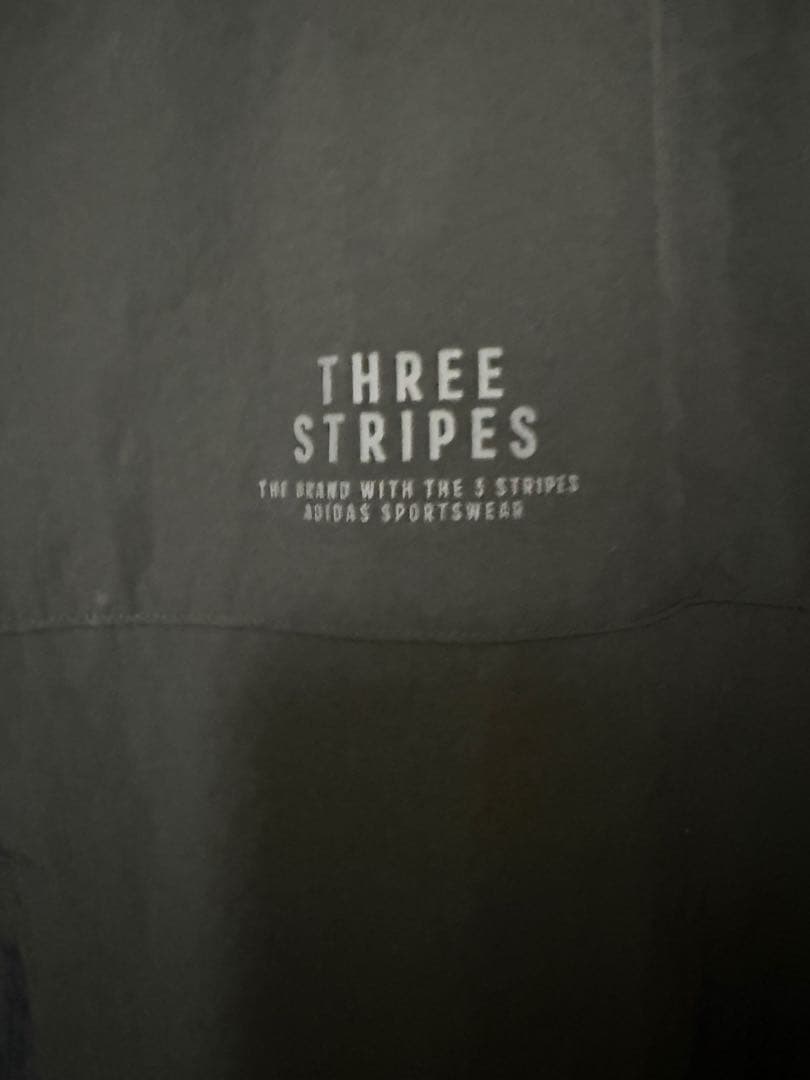 THREE
STRIPES
THE BRAND WITH THE 3 STRIPES
ADIDAS SPORTSWEAR